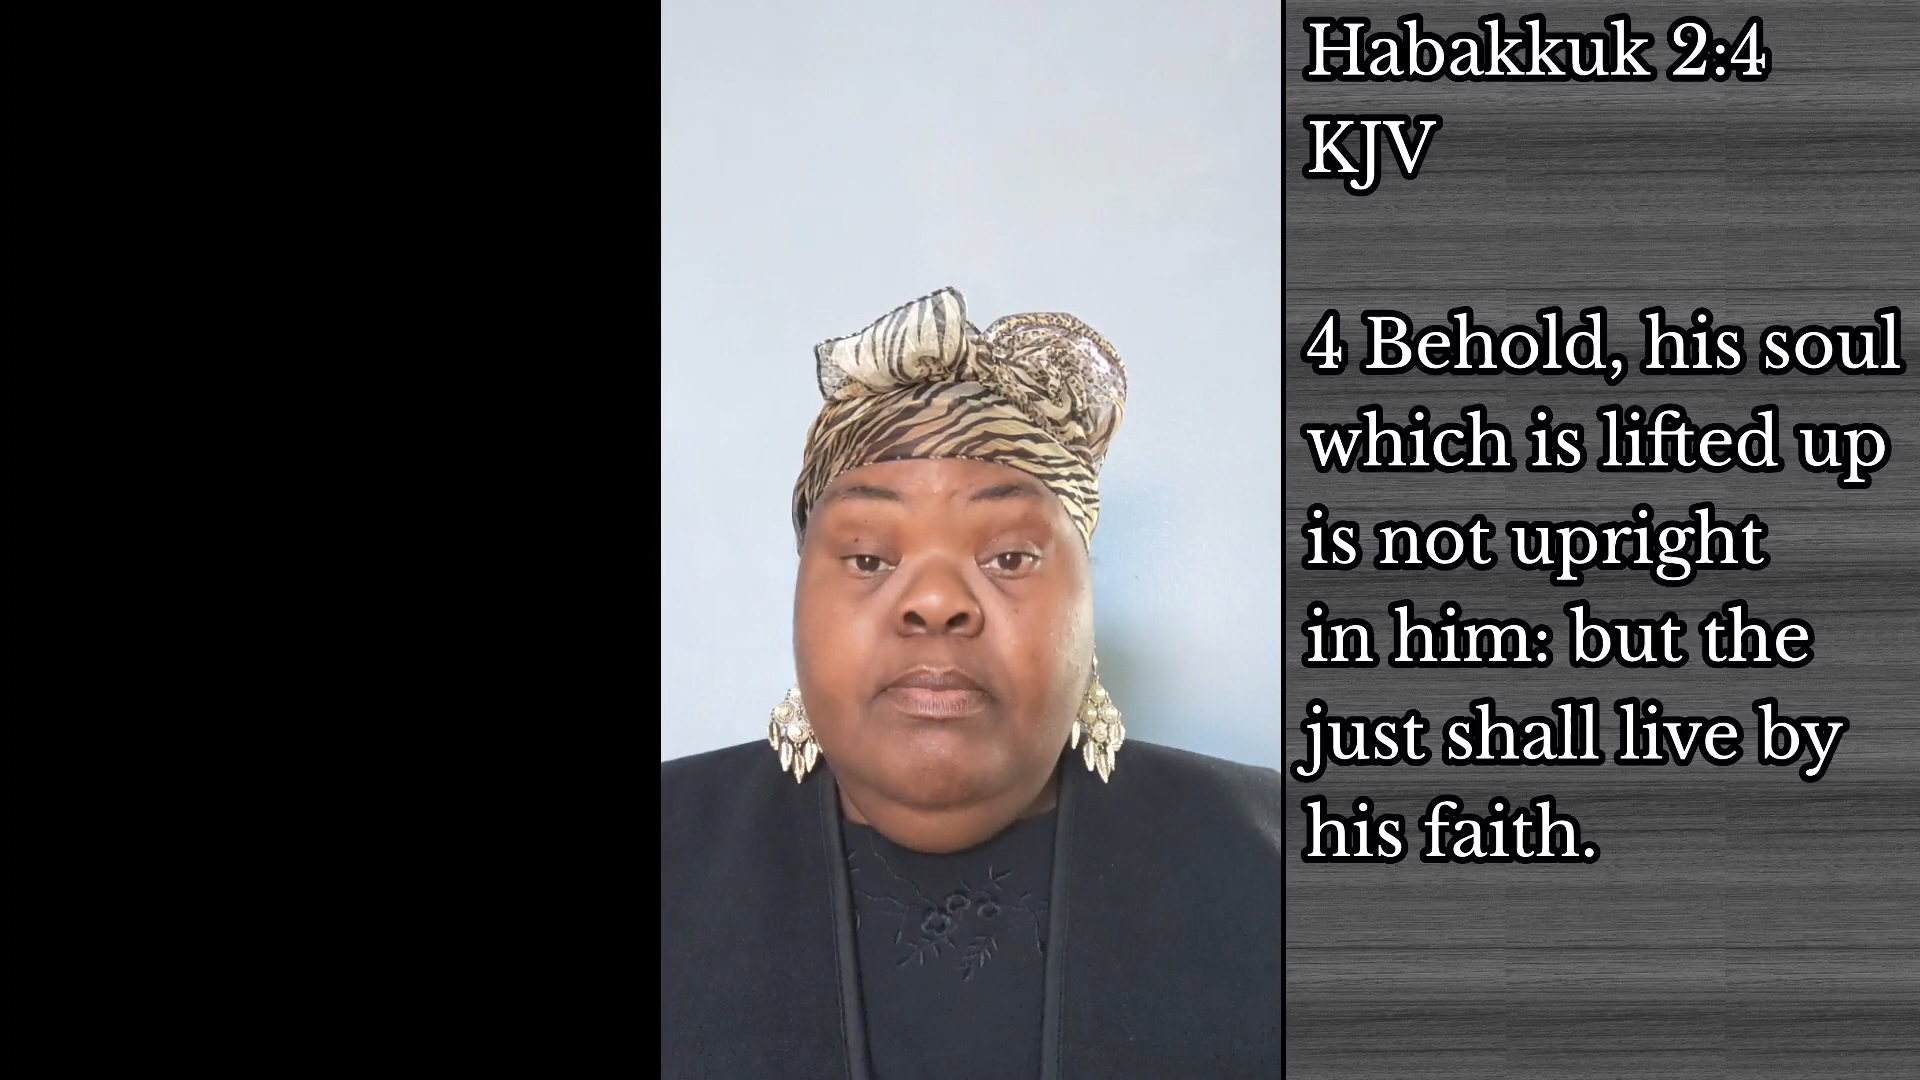 Habakkuk 2:4
KJV
4 Behold, his soul
which is lifted up
is not upright
in him: but the
just shall live by
his faith.